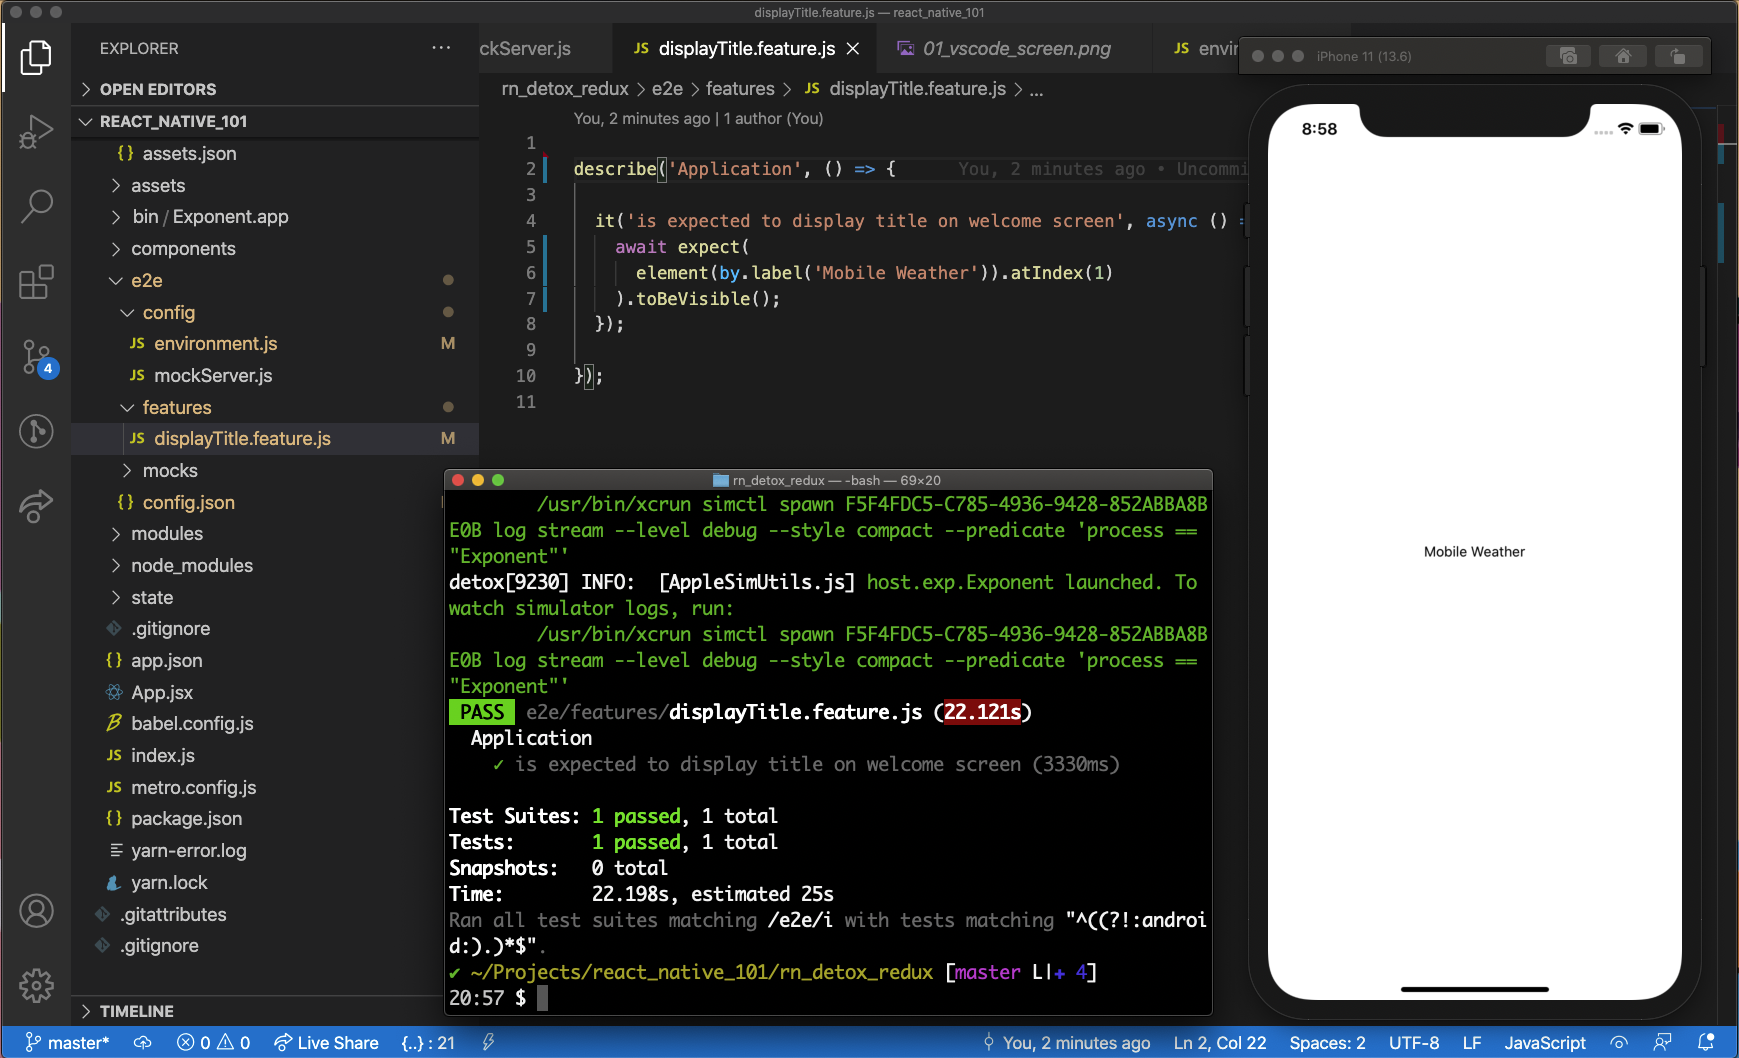 displayTitle.feature.js — react_native_101
EXPLORER
···
ckServer.js
JS displayTitle.feature.js
01_vscode_screen.png
JS envir
iPhone 11 (13.6)
OPEN EDITORS
rn_detox_redux > e2e > features > JS displayTitle.feature.js > ...
REACT_NATIVE_101
You, 2 minutes ago | 1 author (You)
{} assets.json
assets
bin / Exponent.app
components
e2e
config
JS environment.js M
JS mockServer.js
features
JS displayTitle.feature.js M
mocks
{} config.json
modules
node_modules
state
.gitignore
{} app.json
App.jsx
babel.config.js
JS index.js
JS metro.config.js
{} package.json
yarn-error.log
yarn.lock
.gitattributes
.gitignore
TIMELINE
4
1
2 describe('Application', () => { You, 2 minutes ago • Uncommi
3
4 it('is expected to display title on welcome screen', async () =
5 await expect(
6 element(by.label('Mobile Weather')).atIndex(1)
7 ).toBeVisible();
8 });
9
10 });
11
rn_detox_redux — -bash — 69×20
/usr/bin/xcrun simctl spawn F5F4FDC5-C785-4936-9428-852ABBA8B
E0B log stream --level debug --style compact --predicate 'process ==
"Exponent"'
detox[9230] INFO: [AppleSimUtils.js] host.exp.Exponent launched. To
watch simulator logs, run:
/usr/bin/xcrun simctl spawn F5F4FDC5-C785-4936-9428-852ABBA8B
E0B log stream --level debug --style compact --predicate 'process ==
"Exponent"'
PASS e2e/features/displayTitle.feature.js (22.121s)
Application
✓ is expected to display title on welcome screen (3330ms)
Test Suites: 1 passed, 1 total
Tests: 1 passed, 1 total
Snapshots: 0 total
Time: 22.198s, estimated 25s
Ran all test suites matching /e2e/i with tests matching "^((?!:androi
d:).)*$".
✔ ~/Projects/react_native_101/rn_detox_redux [master L|+ 4]
20:57 $
8:58
Mobile Weather
master* 0 0 Live Share {..} : 21 You, 2 minutes ago Ln 2, Col 22 Spaces: 2 UTF-8 LF JavaScript